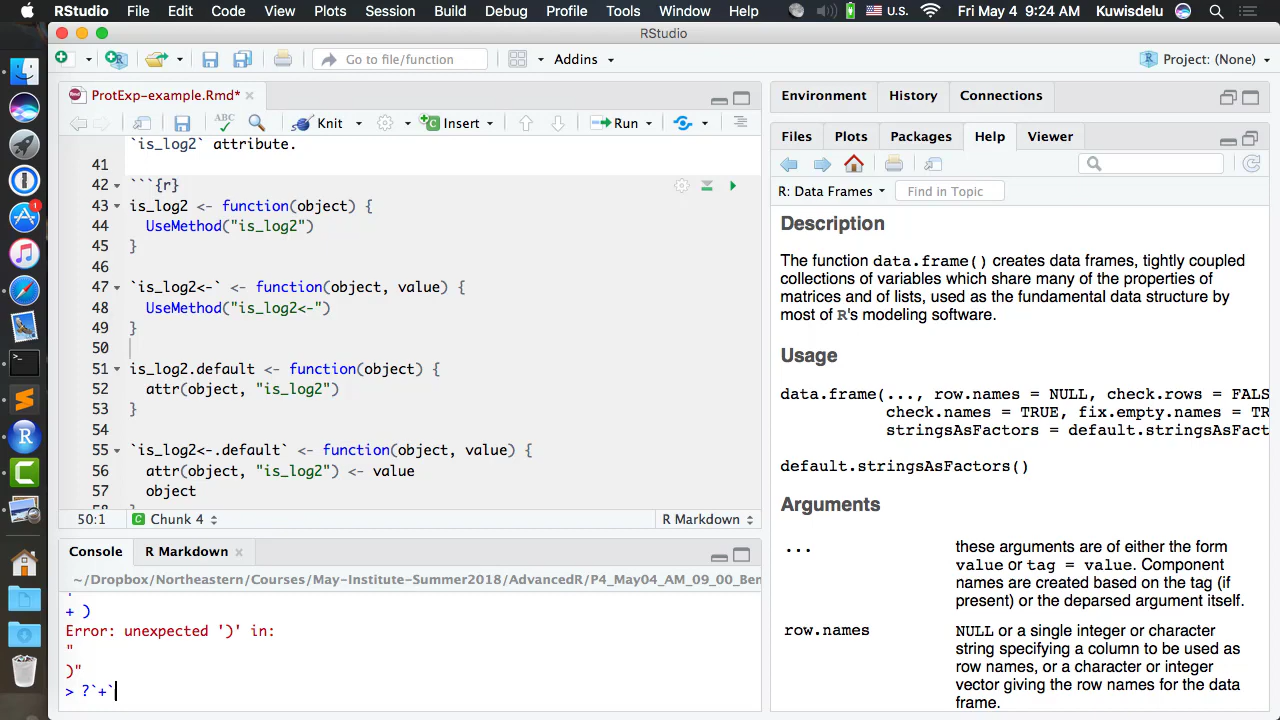 RStudio File Edit Code View Plots Session Build Debug Profile Tools Window Help U.S. Fri May 4 9:24 AM Kuwisdelu
RStudio
Go to file/function Addins Project: (None)
ProtExp-example.Rmd*
ABC Knit Insert Run
`is_log2` attribute.
41
42 ```{r}
43 is_log2 <- function(object) {
44 UseMethod("is_log2")
45 }
46
47 `is_log2<-` <- function(object, value) {
48 UseMethod("is_log2<-")
49 }
50
51 is_log2.default <- function(object) {
52 attr(object, "is_log2")
53 }
54
55 `is_log2<-.default` <- function(object, value) {
56 attr(object, "is_log2") <- value
57 object
50:1 Chunk 4 R Markdown
Console R Markdown
~/Dropbox/Northeastern/Courses/May-Institute-Summer2018/AdvancedR/P4_May04_AM_09_00_Ben
+ )
Error: unexpected ')' in:
"
)"
> ?`+`
Environment History Connections
Files Plots Packages Help Viewer
R: Data Frames Find in Topic
Description
The function data.frame() creates data frames, tightly coupled
collections of variables which share many of the properties of
matrices and of lists, used as the fundamental data structure by
most of R's modeling software.
Usage
data.frame(..., row.names = NULL, check.rows = FALS
check.names = TRUE, fix.empty.names = TR
stringsAsFactors = default.stringsAsFact
default.stringsAsFactors()
Arguments
... these arguments are of either the form
value or tag = value. Component
names are created based on the tag (if
present) or the deparsed argument itself.
row.names NULL or a single integer or character
string specifying a column to be used as
row names, or a character or integer
vector giving the row names for the data
frame.